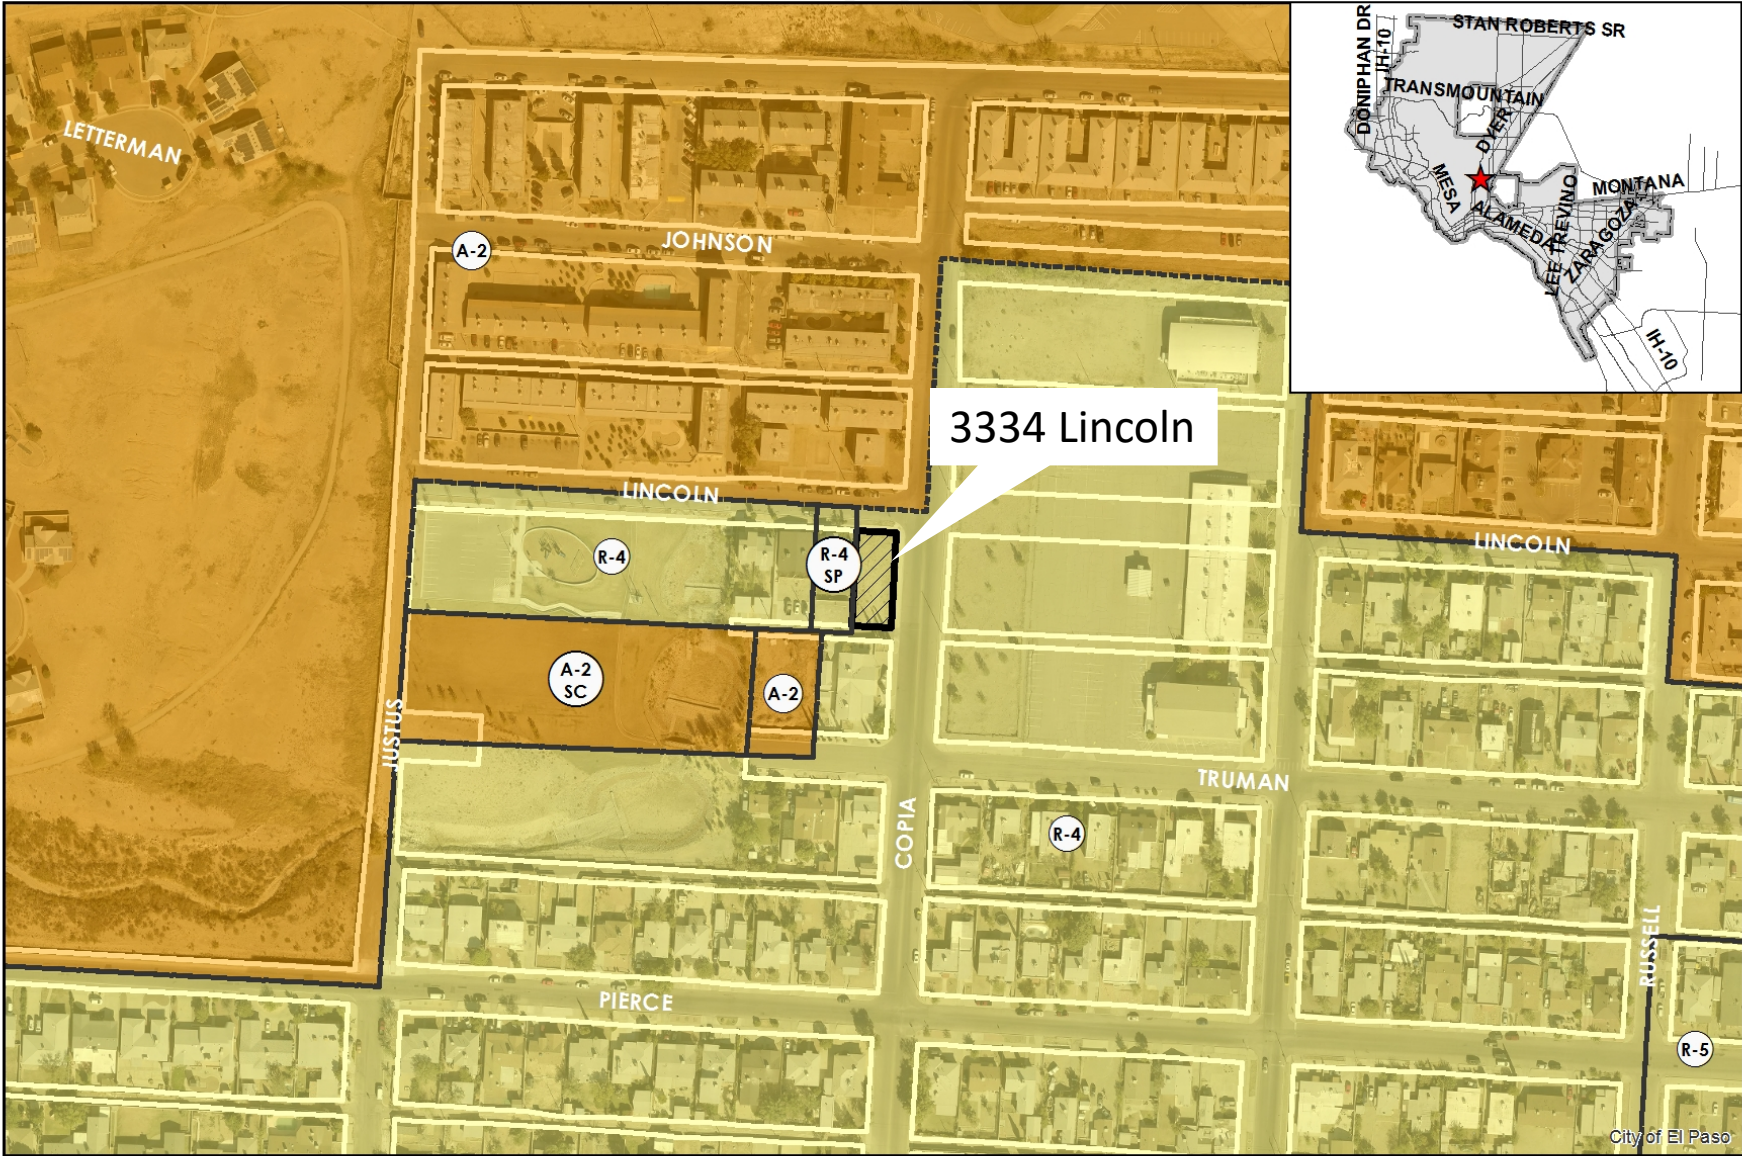 LETTERMAN
JOHNSON
A-2
3334 Lincoln
LINCOLN
R-4
R-4
SP
LINCOLN
A-2
SC
A-2
JUSTUS
TRUMAN
COPIA
R-4
RUSSELL
PIERCE
R-5
City of El Paso
STAN ROBERTS SR
DONIPHAN DR
IH-10
TRANSMOUNTAIN
DYER
MESA
MONTANA
ALAMEDA
LEE TREVINO
ZARAGOZA
IH-10